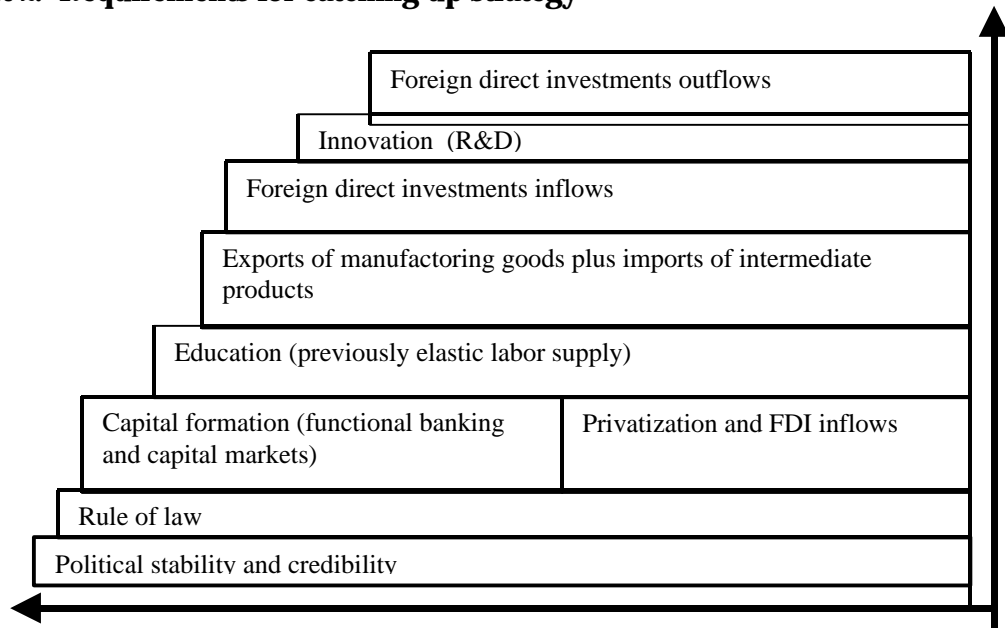 Requirements for catching up strategy
Foreign direct investments outflows
Innovation (R&D)
Foreign direct investments inflows
Exports of manufactoring goods plus imports of intermediate
products
Education (previously elastic labor supply)
Capital formation (functional banking
and capital markets)
Privatization and FDI inflows
Rule of law
Political stability and credibility